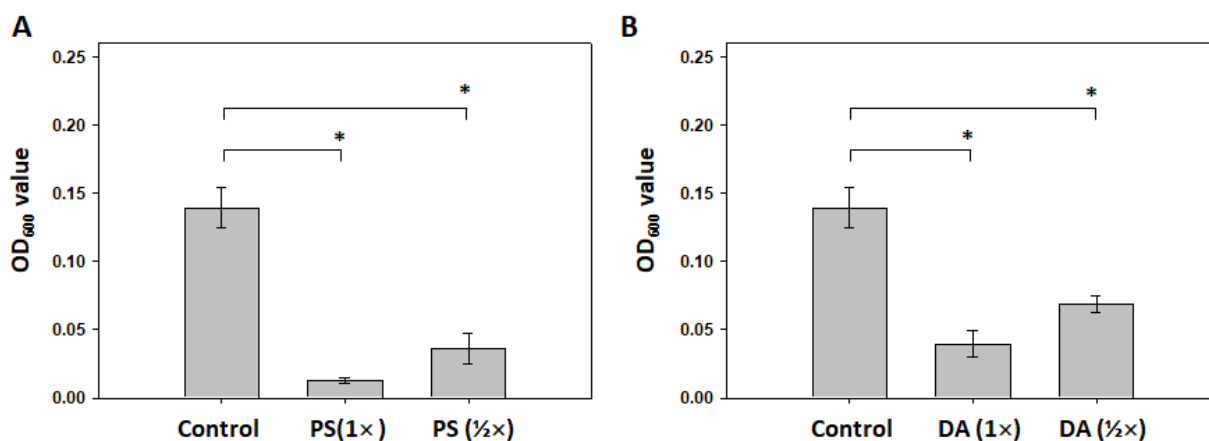 A
OD600 value
0.25
0.20
0.15
0.10
0.05
0.00
*
*
Control PS(1×) PS (½×)
B
OD600 value
0.25
0.20
0.15
0.10
0.05
0.00
*
*
Control DA (1×) DA (½×)